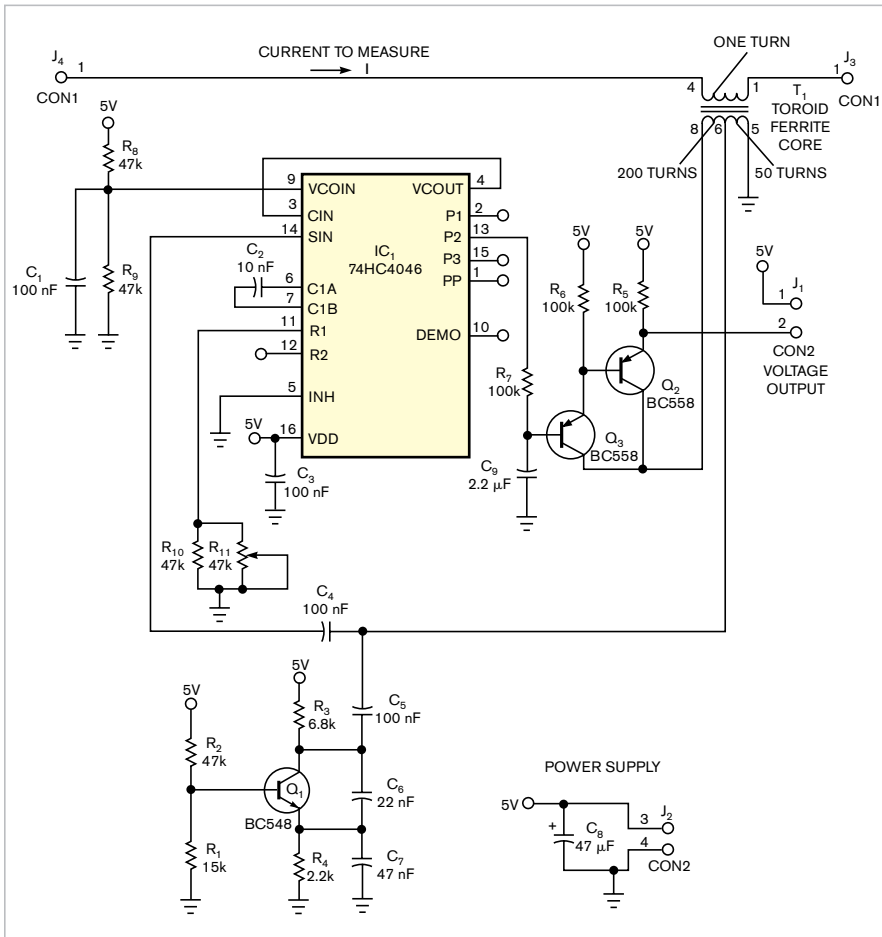 ONE TURN
CURRENT TO MEASURE
I
J4
1
CON1
4
1
J3
1
CON1
T1
TOROID
FERRITE
CORE
8
6
5
200 TURNS
50 TURNS
5V
R8
47k
9
VCOIN
VCOUT
4
3
CIN
P1
2
14
SIN
P2
13
IC1
74HC4046
P3
15
PP
1
C2
10 nF
6
C1A
7
C1B
C1
100 nF
R9
47k
11
R1
DEMO
10
12
R2
5
INH
5V
16
VDD
C3
100 nF
5V
5V
5V
J1
1
2
CON2
VOLTAGE
OUTPUT
R6
100k
R5
100k
R7
100k
Q2
BC558
Q3
BC558
C9
2.2 µF
R10
47k
R11
47k
C4
100 nF
5V
5V
R3
6.8k
C5
100 nF
R2
47k
Q1
BC548
C6
22 nF
R1
15k
R4
2.2k
C7
47 nF
POWER SUPPLY
5V
3
J2
+
C8
47 µF
4
CON2